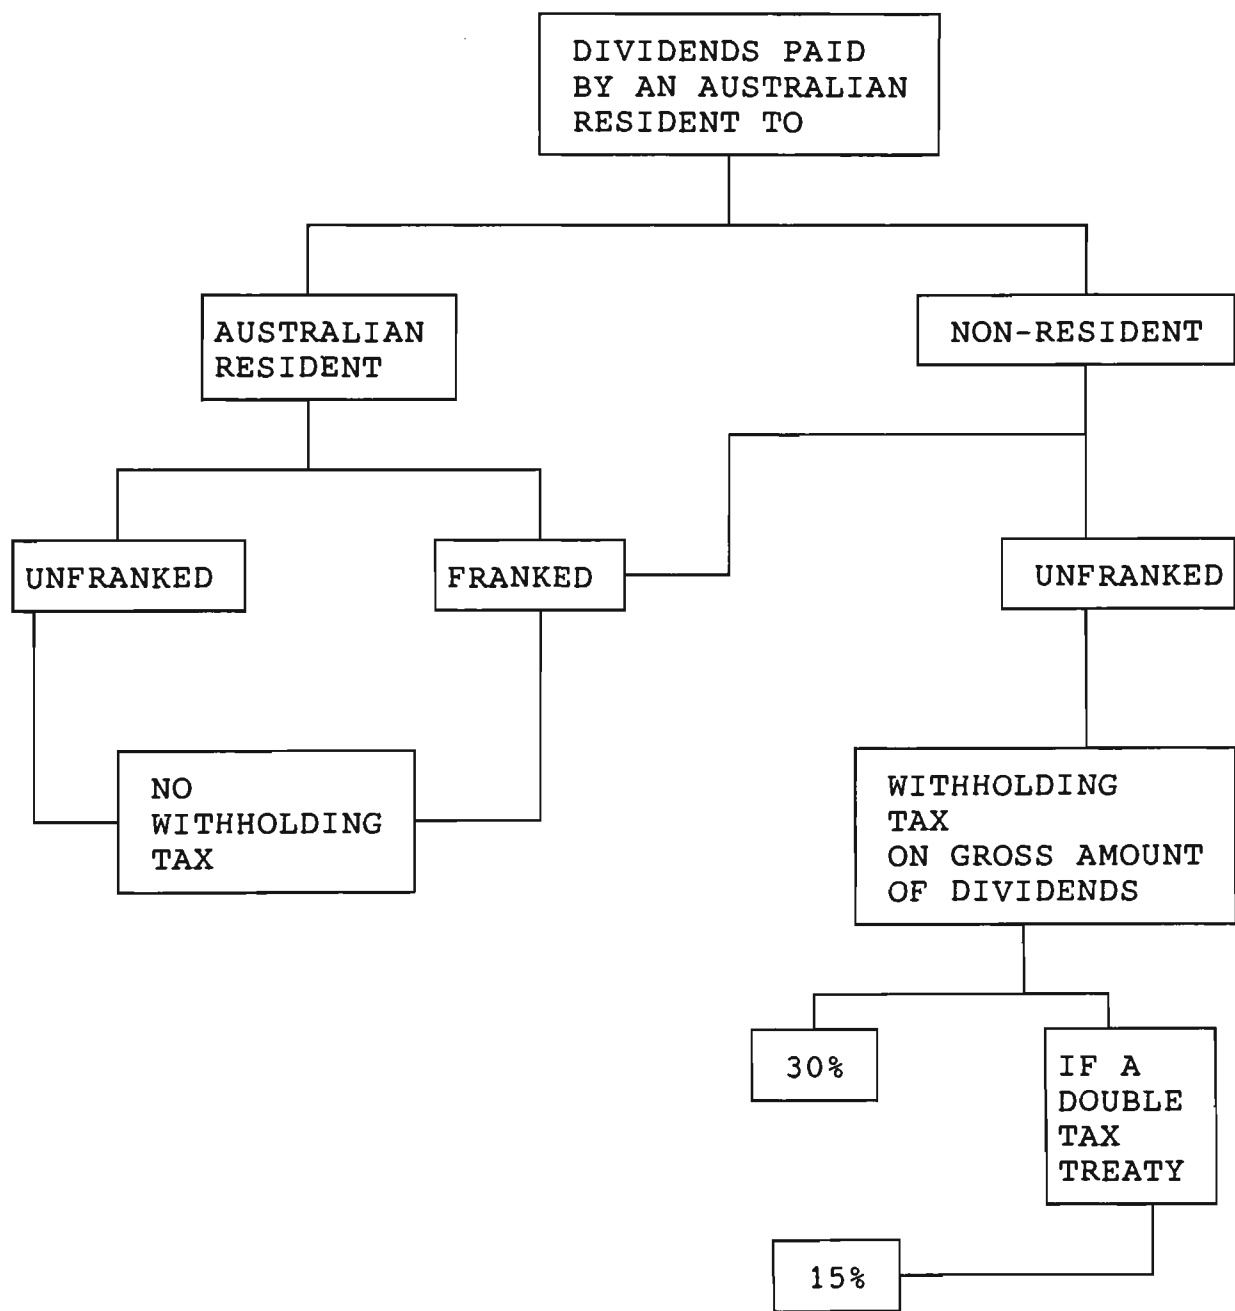 DIVIDENDS PAID
BY AN AUSTRALIAN
RESIDENT TO
AUSTRALIAN
RESIDENT
NON-RESIDENT
UNFRANKED
FRANKED
UNFRANKED
NO
WITHHOLDING
TAX
WITHHOLDING
TAX
ON GROSS AMOUNT
OF DIVIDENDS
30%
IF A
DOUBLE
TAX
TREATY
15%